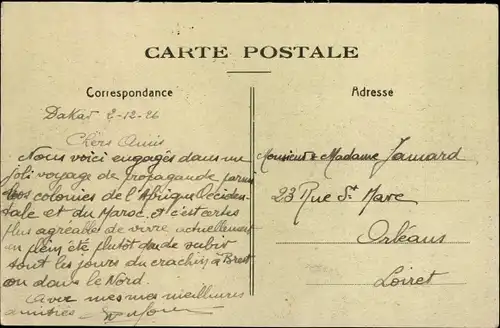 CARTE POSTALE
Correspondance
Adresse
Dakar 2-12-26
Chers Amis
Nous voici engagés dans un
joli voyage de propagande parmi
nos colonies de l'Afrique Occiden-
tale et du Maroc. et c'est certes
plus agréable de vivre actuellement
en plein été plutôt que de subir
tout les jours du crachin à Brest
ou dans le Nord.
Avec mes meilleures
amitiés
Monsieur & Madame Jamard
23 Rue St Marc
Orléans
Loiret